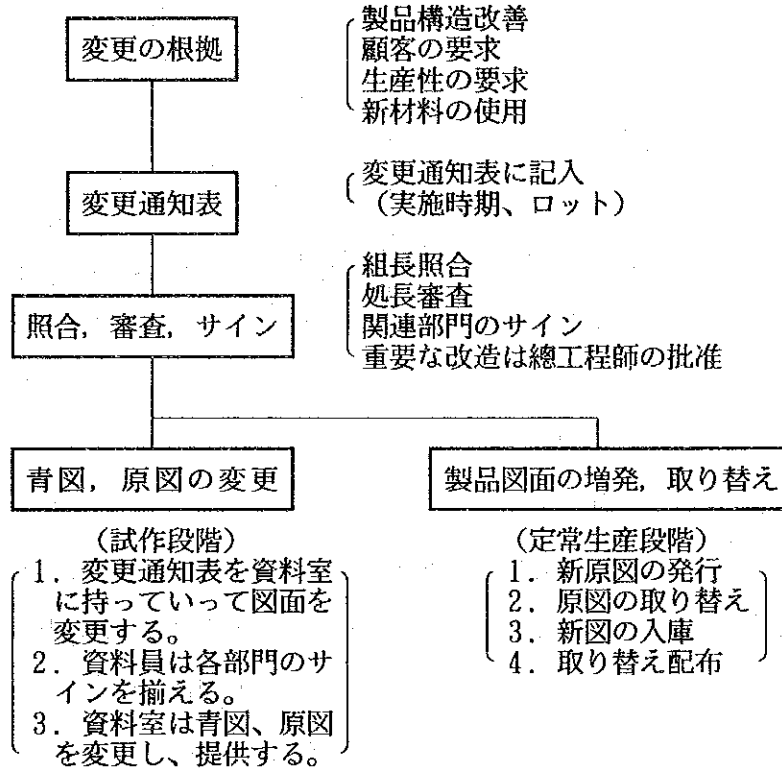 変更の根拠
製品構造改善
顧客の要求
生産性の要求
新材料の使用
変更通知表
変更通知表に記入
（実施時期、ロット）
照合，審査，サイン
組長照合
処長審査
関連部門のサイン
重要な改造は總工程師の批准
青図，原図の変更
（試作段階）
1．変更通知表を資料室
に持っていって図面を
変更する。
2．資料員は各部門のサ
インを揃える。
3．資料室は青図、原図
を変更し、提供する。
製品図面の増発，取り替え
（定常生産段階）
1．新原図の発行
2．原図の取り替え
3．新図の入庫
4．取り替え配布